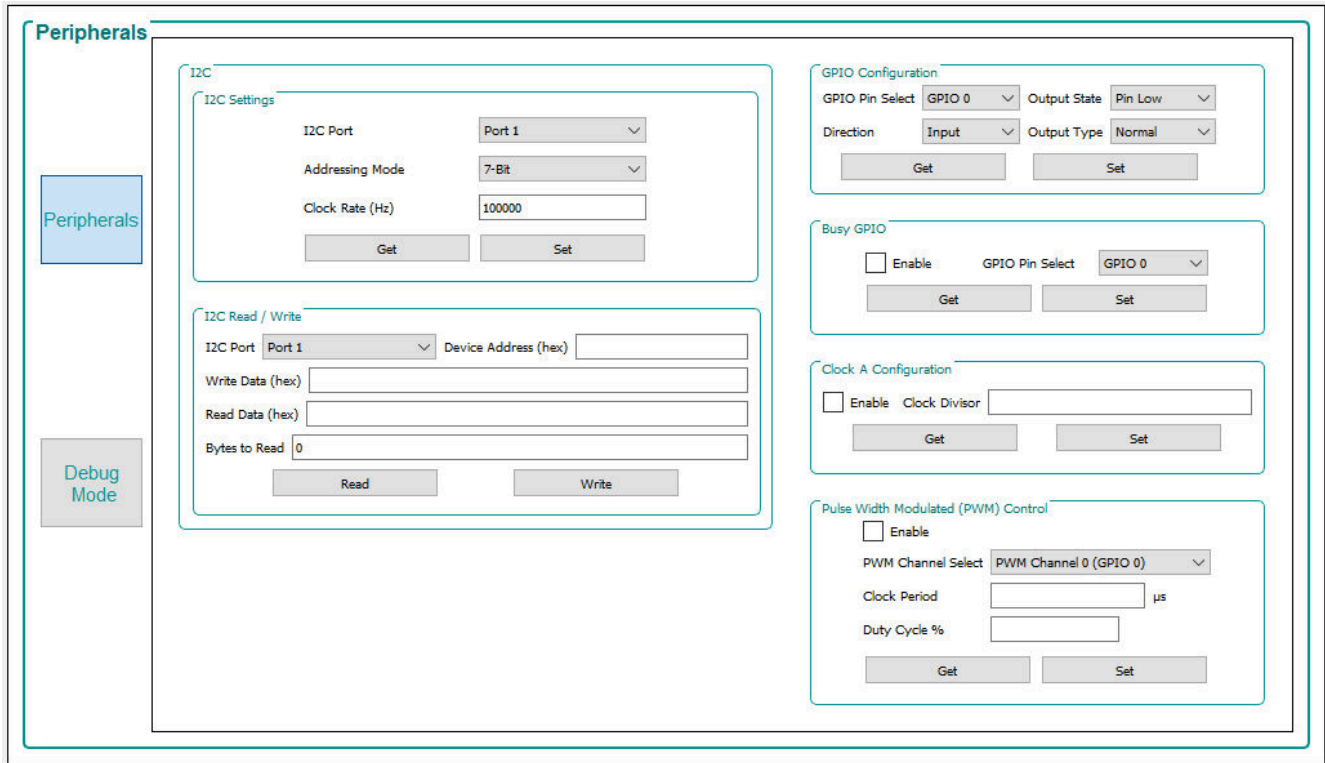 Peripherals
Peripherals
Debug
Mode
I2C
I2C Settings
I2C Port Port 1
Addressing Mode 7-Bit
Clock Rate (Hz) 100000
Get Set
I2C Read / Write
I2C Port Port 1 Device Address (hex)
Write Data (hex)
Read Data (hex)
Bytes to Read 0
Read Write
GPIO Configuration
GPIO Pin Select GPIO 0 Output State Pin Low
Direction Input Output Type Normal
Get Set
Busy GPIO
Enable GPIO Pin Select GPIO 0
Get Set
Clock A Configuration
Enable Clock Divisor
Get Set
Pulse Width Modulated (PWM) Control
Enable
PWM Channel Select PWM Channel 0 (GPIO 0)
Clock Period µs
Duty Cycle %
Get Set